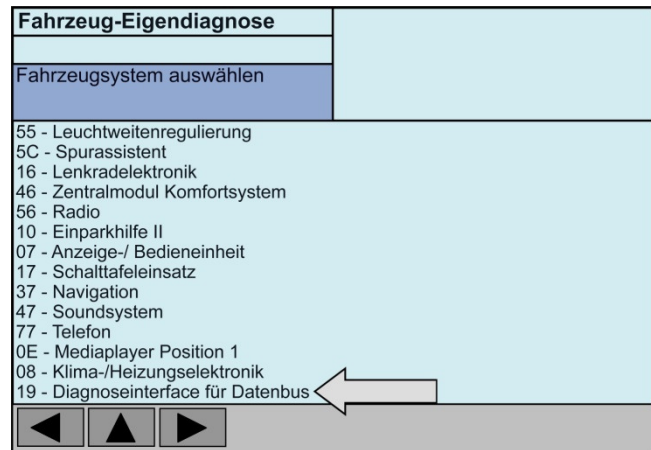 Fahrzeug-Eigendiagnose
Fahrzeugsystem auswählen
55 - Leuchtweitenregulierung
5C - Spurassistent
16 - Lenkradelektronik
46 - Zentralmodul Komfortsystem
56 - Radio
10 - Einparkhilfe II
07 - Anzeige-/ Bedieneinheit
17 - Schalttafeleinsatz
37 - Navigation
47 - Soundsystem
77 - Telefon
0E - Mediaplayer Position 1
08 - Klima-/Heizungselektronik
19 - Diagnoseinterface für Datenbus